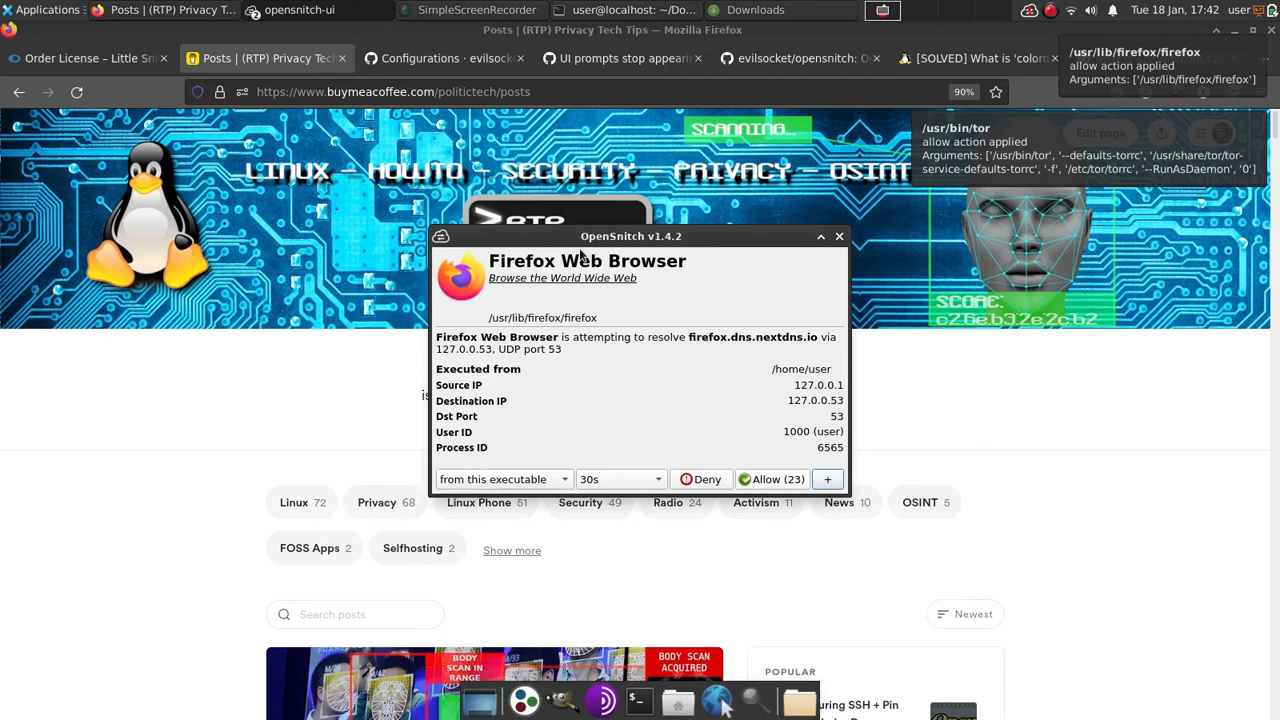 Applications
Posts | (RTP) Privacy T...
opensnitch-ui
SimpleScreenRecorder
user@localhost: ~/Do...
Downloads
Tue 18 Jan, 17:42
user
Posts | (RTP) Privacy Tech Tips — Mozilla Firefox
Order License – Little Sni
Posts | (RTP) Privacy Tech
Configurations · evilsock
UI prompts stop appeari
evilsocket/opensnitch: O
[SOLVED] What is 'colord
https://www.buymeacoffee.com/politictech/posts
90%
/usr/lib/firefox/firefox
allow action applied
Arguments: ['/usr/lib/firefox/firefox']
SCANNING...
Edit page
/usr/bin/tor
allow action applied
Arguments: ['/usr/bin/tor', '--defaults-torrc', '/usr/share/tor/tor-
service-defaults-torrc', '-f', '/etc/tor/torrc', '--RunAsDaemon', '0']
LINUX – HOWTO – SECURITY – PRIVACY – OSINT
>RTP
SCORE:
c26eb32e2cb2
OpenSnitch v1.4.2
Firefox Web Browser
Browse the World Wide Web
/usr/lib/firefox/firefox
Firefox Web Browser is attempting to resolve firefox.dns.nextdns.io via
127.0.0.53, UDP port 53
Executed from /home/user
Source IP 127.0.0.1
Destination IP 127.0.0.53
Dst Port 53
User ID 1000 (user)
Process ID 6565
from this executable
30s
Deny
Allow (23)
+
is
Linux 72
Privacy 68
Linux Phone 51
Security 49
Radio 24
Activism 11
News 10
OSINT 5
FOSS Apps 2
Selfhosting 2
Show more
Search posts
Newest
BODY
SCAN IN
RANGE
BODY SCAN
ACQUIRED
POPULAR
uring SSH + Pin